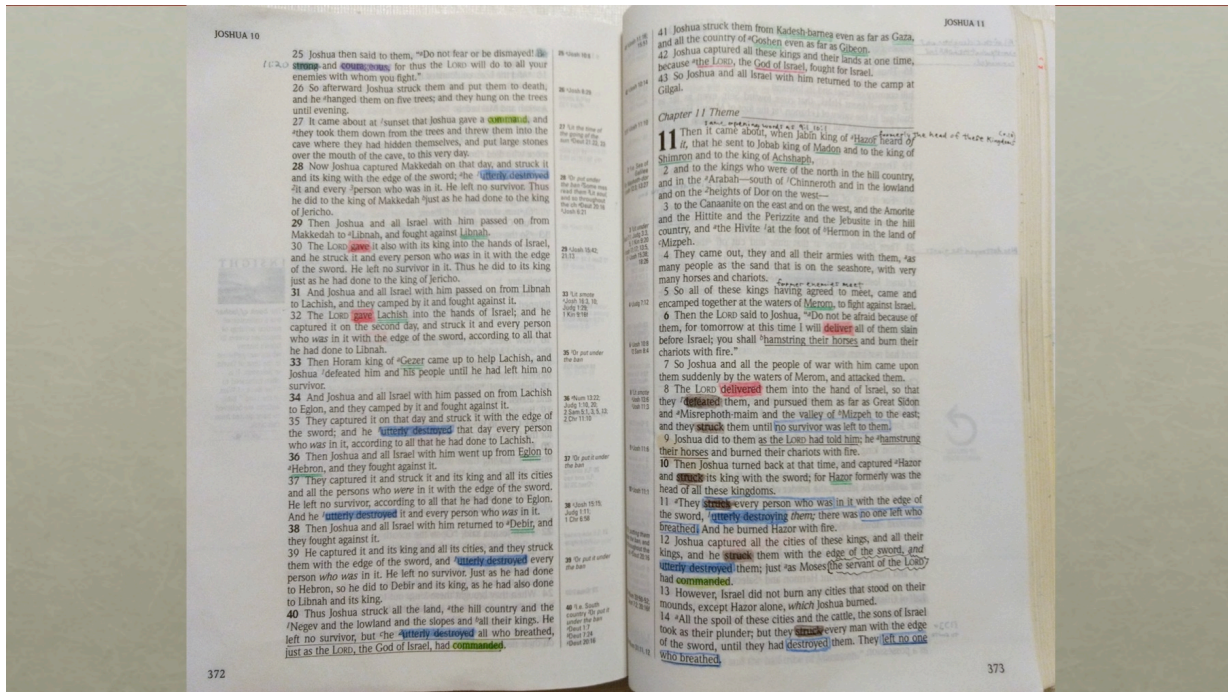 JOSHUA 10
25 Joshua then said to them, "Do not fear or be dismayed! Be
strong and courageous, for thus the LORD will do to all your
enemies with whom you fight."
26 So afterward Joshua struck them and put them to death,
and he hanged them on five trees; and they hung on the trees
until evening.
27 It came about at sunset that Joshua gave a command, and
they took them down from the trees and threw them into the
cave where they had hidden themselves, and put large stones
over the mouth of the cave, to this very day.
28 Now Joshua captured Makkedah on that day, and struck it
and its king with the edge of the sword; he utterly destroyed
it and every person who was in it. He left no survivor. Thus
he did to the king of Makkedah just as he had done to the king
of Jericho.
29 Then Joshua and all Israel with him passed on from
Makkedah to Libnah, and fought against Libnah.
30 The LORD gave it also with its king into the hands of Israel,
and he struck it and every person who was in it with the edge
of the sword. He left no survivor in it. Thus he did to its king
just as he had done to the king of Jericho.
31 And Joshua and all Israel with him passed on from Libnah
to Lachish, and they camped by it and fought against it.
32 The LORD gave Lachish into the hands of Israel; and he
captured it on the second day, and struck it and every person
who was in it with the edge of the sword, according to all that
he had done to Libnah.
33 Then Horam king of Gezer came up to help Lachish, and
Joshua defeated him and his people until he had left him no
survivor.
34 And Joshua and all Israel with him passed on from Lachish
to Eglon, and they camped by it and fought against it.
35 They captured it on that day and struck it with the edge of
the sword; and he utterly destroyed that day every person
who was in it, according to all that he had done to Lachish.
36 Then Joshua and all Israel with him went up from Eglon to
Hebron, and they fought against it.
37 They captured it and struck it and its king and all its cities
and all the persons who were in it with the edge of the sword.
He left no survivor, according to all that he had done to Eglon.
And he utterly destroyed it and every person who was in it.
38 Then Joshua and all Israel with him returned to Debir, and
they fought against it.
39 He captured it and its king and all its cities, and they struck
them with the edge of the sword, and utterly destroyed every
person who was in it. He left no survivor. Just as he had done
to Hebron, so he did to Debir and its king, as he had also done
to Libnah and its king.
40 Thus Joshua struck all the land, the hill country and the
Negev and the lowland and the slopes and all their kings. He
left no survivor, but he utterly destroyed all who breathed,
just as the LORD, the God of Israel, had commanded.
372
JOSHUA 11
41 Joshua struck them from Kadesh-barnea even as far as Gaza,
and all the country of Goshen even as far as Gibeon.
42 Joshua captured all these kings and their lands at one time,
because the LORD, the God of Israel, fought for Israel.
43 So Joshua and all Israel with him returned to the camp at
Gilgal.
Chapter 11 Theme
11 Then it came about, when Jabin king of Hazor heard of
it, that he sent to Jobab king of Madon and to the king of
Shimron and to the king of Achshaph,
2 and to the kings who were of the north in the hill country,
and in the Arabah—south of Chinneroth and in the lowland
and on the heights of Dor on the west—
3 to the Canaanite on the east and on the west, and the Amorite
and the Hittite and the Perizzite and the Jebusite in the hill
country, and the Hivite at the foot of Hermon in the land of
Mizpeh.
4 They came out, they and all their armies with them, as
many people as the sand that is on the seashore, with very
many horses and chariots.
former enemies meet
5 So all of these kings having agreed to meet, came and
encamped together at the waters of Merom, to fight against Israel.
6 Then the LORD said to Joshua, "Do not be afraid because of
them, for tomorrow at this time I will deliver all of them slain
before Israel; you shall hamstring their horses and burn their
chariots with fire."
7 So Joshua and all the people of war with him came upon
them suddenly by the waters of Merom, and attacked them.
8 The LORD delivered them into the hand of Israel, so that
they defeated them, and pursued them as far as Great Sidon
and Misrephoth-maim and the valley of Mizpeh to the east;
and they struck them until no survivor was left to them.
9 Joshua did to them as the LORD had told him; he hamstrung
their horses and burned their chariots with fire.
10 Then Joshua turned back at that time, and captured Hazor
and struck its king with the sword; for Hazor formerly was the
head of all these kingdoms.
11 They struck every person who was in it with the edge of
the sword, utterly destroying them; there was no one left who
breathed. And he burned Hazor with fire.
12 Joshua captured all the cities of these kings, and all their
kings, and he struck them with the edge of the sword, and
utterly destroyed them; just as Moses the servant of the LORD
had commanded.
13 However, Israel did not burn any cities that stood on their
mounds, except Hazor alone, which Joshua burned.
14 All the spoil of these cities and the cattle, the sons of Israel
took as their plunder; but they struck every man with the edge
of the sword, until they had destroyed them. They left no one
who breathed.
373